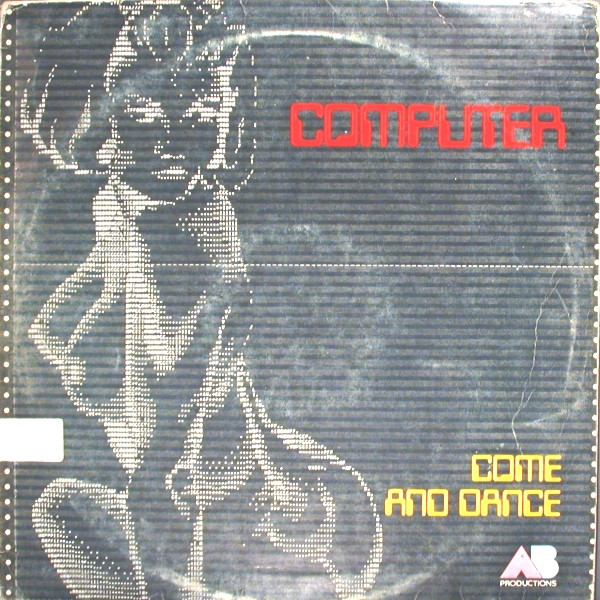 COMPUTER
COME
AND DANCE
AB
PRODUCTIONS